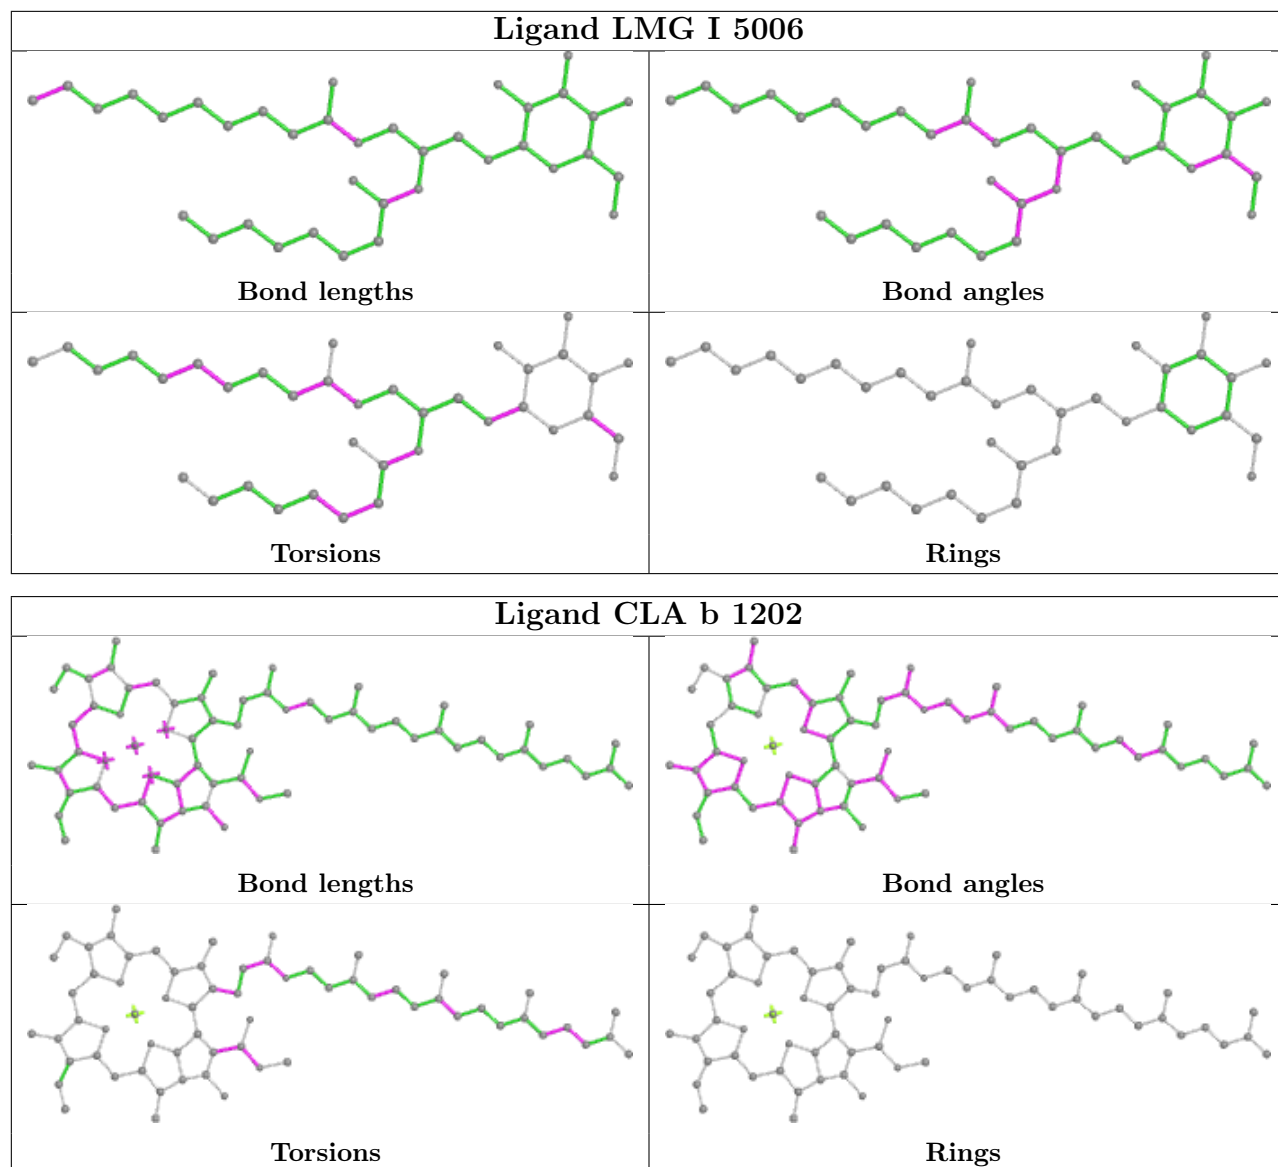 Ligand LMG I 5006
Bond lengths
Bond angles
Torsions
Rings
Ligand CLA b 1202
Bond lengths
Bond angles
Torsions
Rings